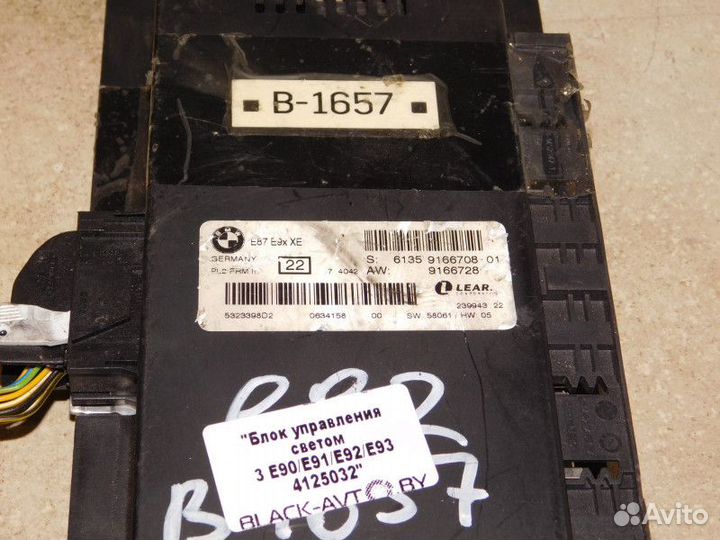 B-1657
BMW
E87 E9x XE
GERMANY
PL2 FRM II
22
7 4042
S: 6135 9166708 01
AW: 9166728
LEAR.
CORPORATION
239943 22
5323398D2 0634158 00 SW 58061 HW 05
"Блок управления
светом
3 E90/E91/E92/E93
4125032"
BLACK-AVTO.BY
Avito